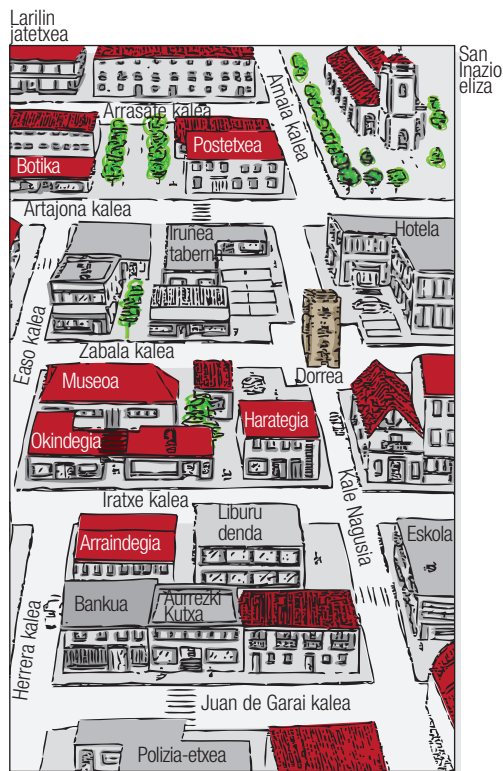 Larilin
jatetxea
San
Inazio
eliza
Arrasate kalea
Amaia kalea
Botika
Postetxea
Artajona kalea
Irunea
taberna
Hotela
Easo kalea
Zabala kalea
Dorrea
Museoa
Okindegia
Harategia
Kale Nagusia
Iratxe kalea
Liburu
denda
Arraindegia
Eskola
Bankua
Aurrezki
Kutxa
Herrera kalea
Juan de Garai kalea
Polizia-etxea